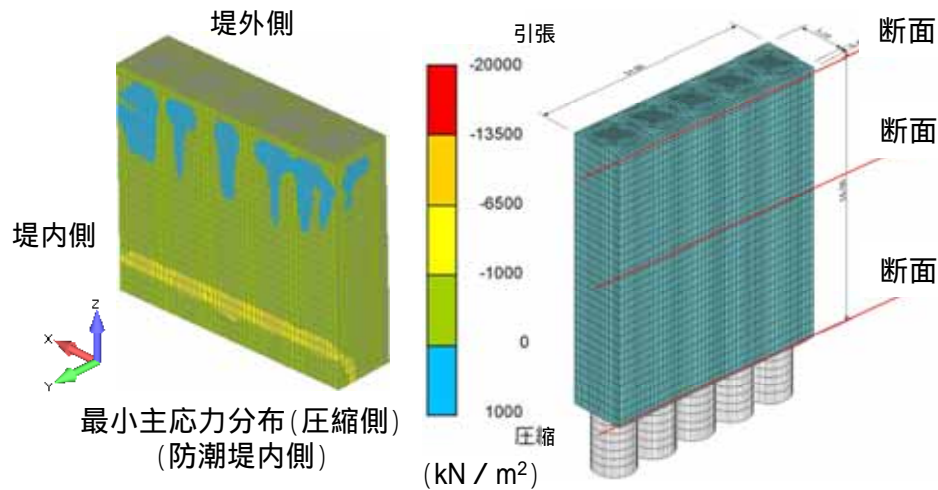 堤外側
堤内側
Z
X
Y
最小主応力分布(圧縮側)
(防潮堤内側)
引張
-20000
-13500
-6500
-1000
0
1000
圧縮
(kN / m²)
断面
断面
断面